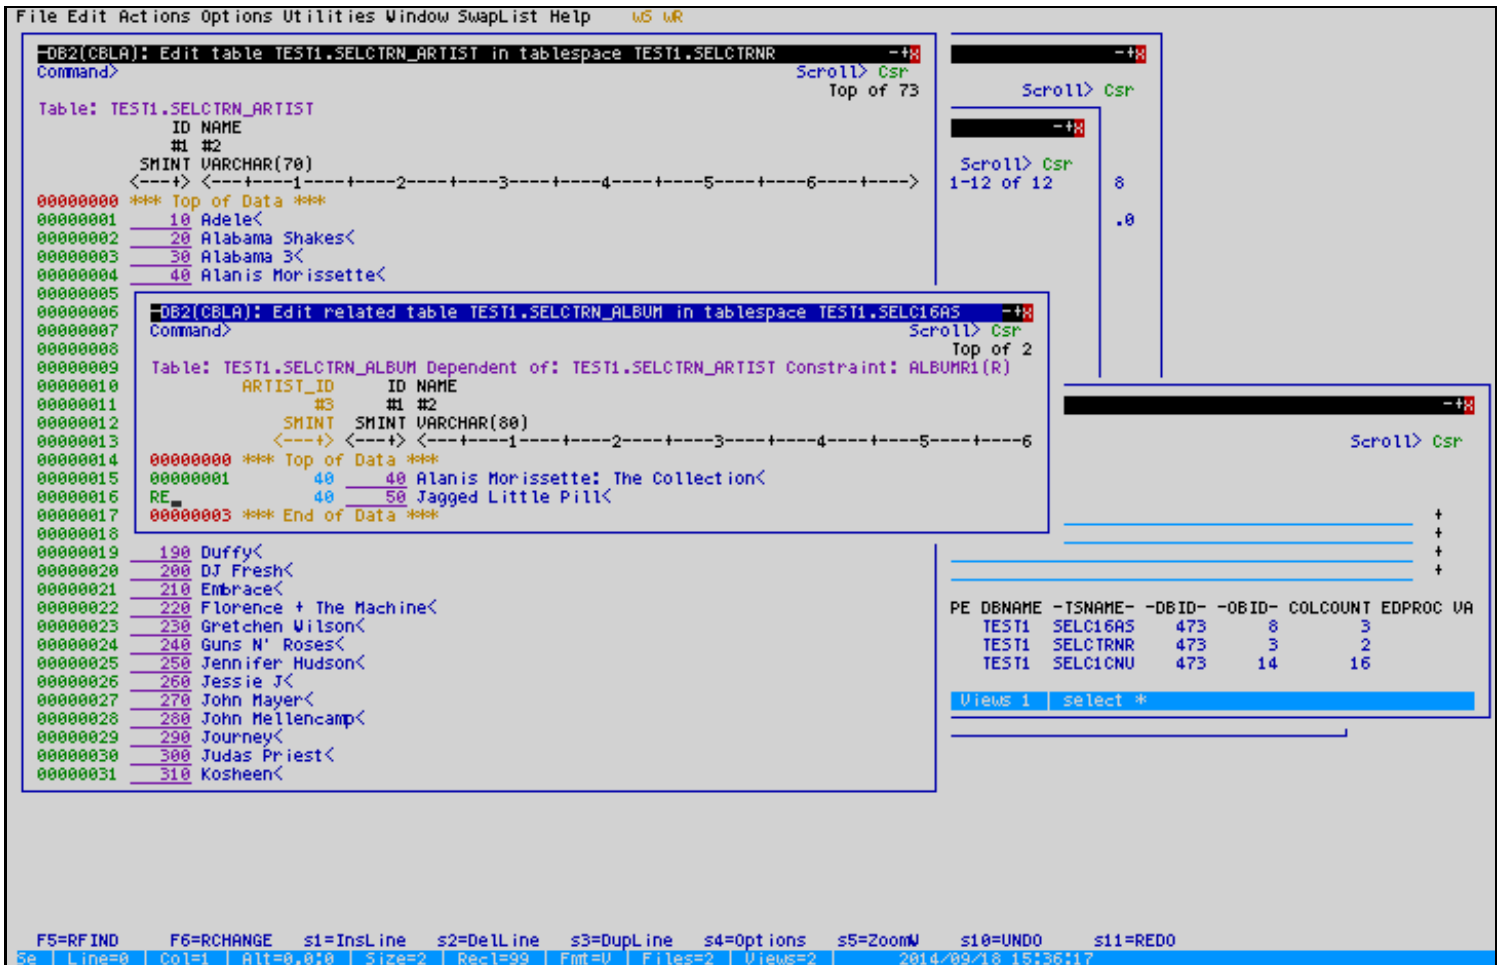 File Edit Actions Options Utilities Window SwapList Help WS WR
-DB2(CBLA): Edit table TEST1.SELCTRN_ARTIST in tablespace TEST1.SELCTRNR -+x
Command> Scroll> Csr
Top of 73
Table: TEST1.SELCTRN_ARTIST
ID NAME
#1 #2
SMINT VARCHAR(70)
<---+> <---+----1----+----2----+----3----+----4----+----5----+----6----+---->
00000000 *** Top of Data ***
00000001 10 Adele<
00000002 20 Alabama Shakes<
00000003 30 Alabama 3<
00000004 40 Alanis Morissette<
00000005
00000006
00000007
00000008
00000009
00000010
00000011
00000012
00000013
00000014
00000015
00000016
00000017
00000018
00000019 190 Duffy<
00000020 200 DJ Fresh<
00000021 210 Embrace<
00000022 220 Florence + The Machine<
00000023 230 Gretchen Wilson<
00000024 240 Guns N' Roses<
00000025 250 Jennifer Hudson<
00000026 260 Jessie J<
00000027 270 John Mayer<
00000028 280 John Mellencamp<
00000029 290 Journey<
00000030 300 Judas Priest<
00000031 310 Kosheen<
-DB2(CBLA): Edit related table TEST1.SELCTRN_ALBUM in tablespace TEST1.SELC16AS -+x
Command> Scroll> Csr
Top of 2
Table: TEST1.SELCTRN_ALBUM Dependent of: TEST1.SELCTRN_ARTIST Constraint: ALBUMR1(R)
ARTIST_ID ID NAME
#3 #1 #2
SMINT SMINT VARCHAR(80)
<---+> <---+> <---+----1----+----2----+----3----+----4----+----5----+----6
00000000 *** Top of Data ***
00000001 40 40 Alanis Morissette: The Collection<
RE_ 40 50 Jagged Little Pill<
00000003 *** End of Data ***
-+x
Scroll> Csr
-+x
Scroll> Csr
1-12 of 12 8
.0
-+x
Scroll> Csr
+
+
+
+
PE DBNAME -TSNAME- -DBID- -OBID- COLCOUNT EDPROC VA
TEST1 SELC16AS 473 8 3
TEST1 SELCTRNR 473 3 2
TEST1 SELC1CNU 473 14 16
Views 1 | select *
F5=RFIND F6=RCHANGE s1=InsLine s2=DelLine s3=DupLine s4=Options s5=ZoomW s10=UNDO s11=REDO
Se | Line=0 | Col=1 | Alt=0,0;0 | Size=2 | Recl=99 | Fmt=V | Files=2 | Views=2 | 2014/09/18 15:36:17